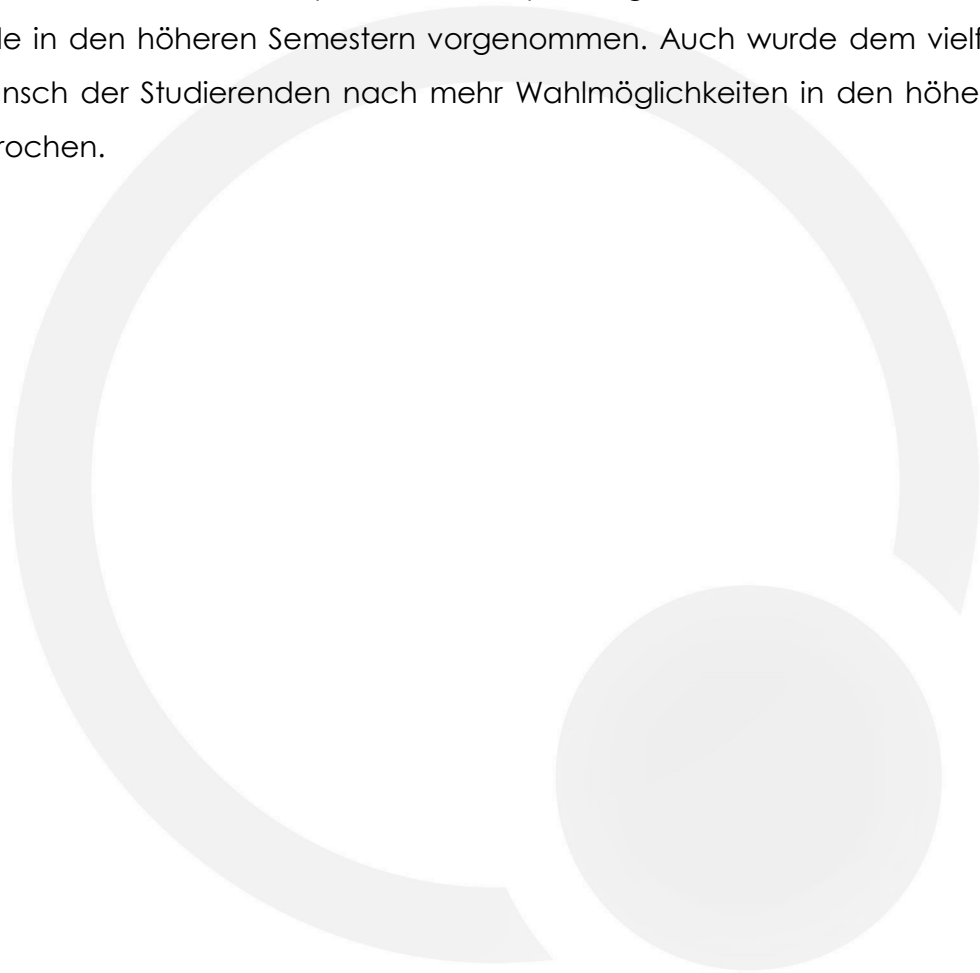 le in den höheren Semestern vorgenommen. Auch wurde dem vielf
nsch der Studierenden nach mehr Wahlmöglichkeiten in den höhe
rochen.